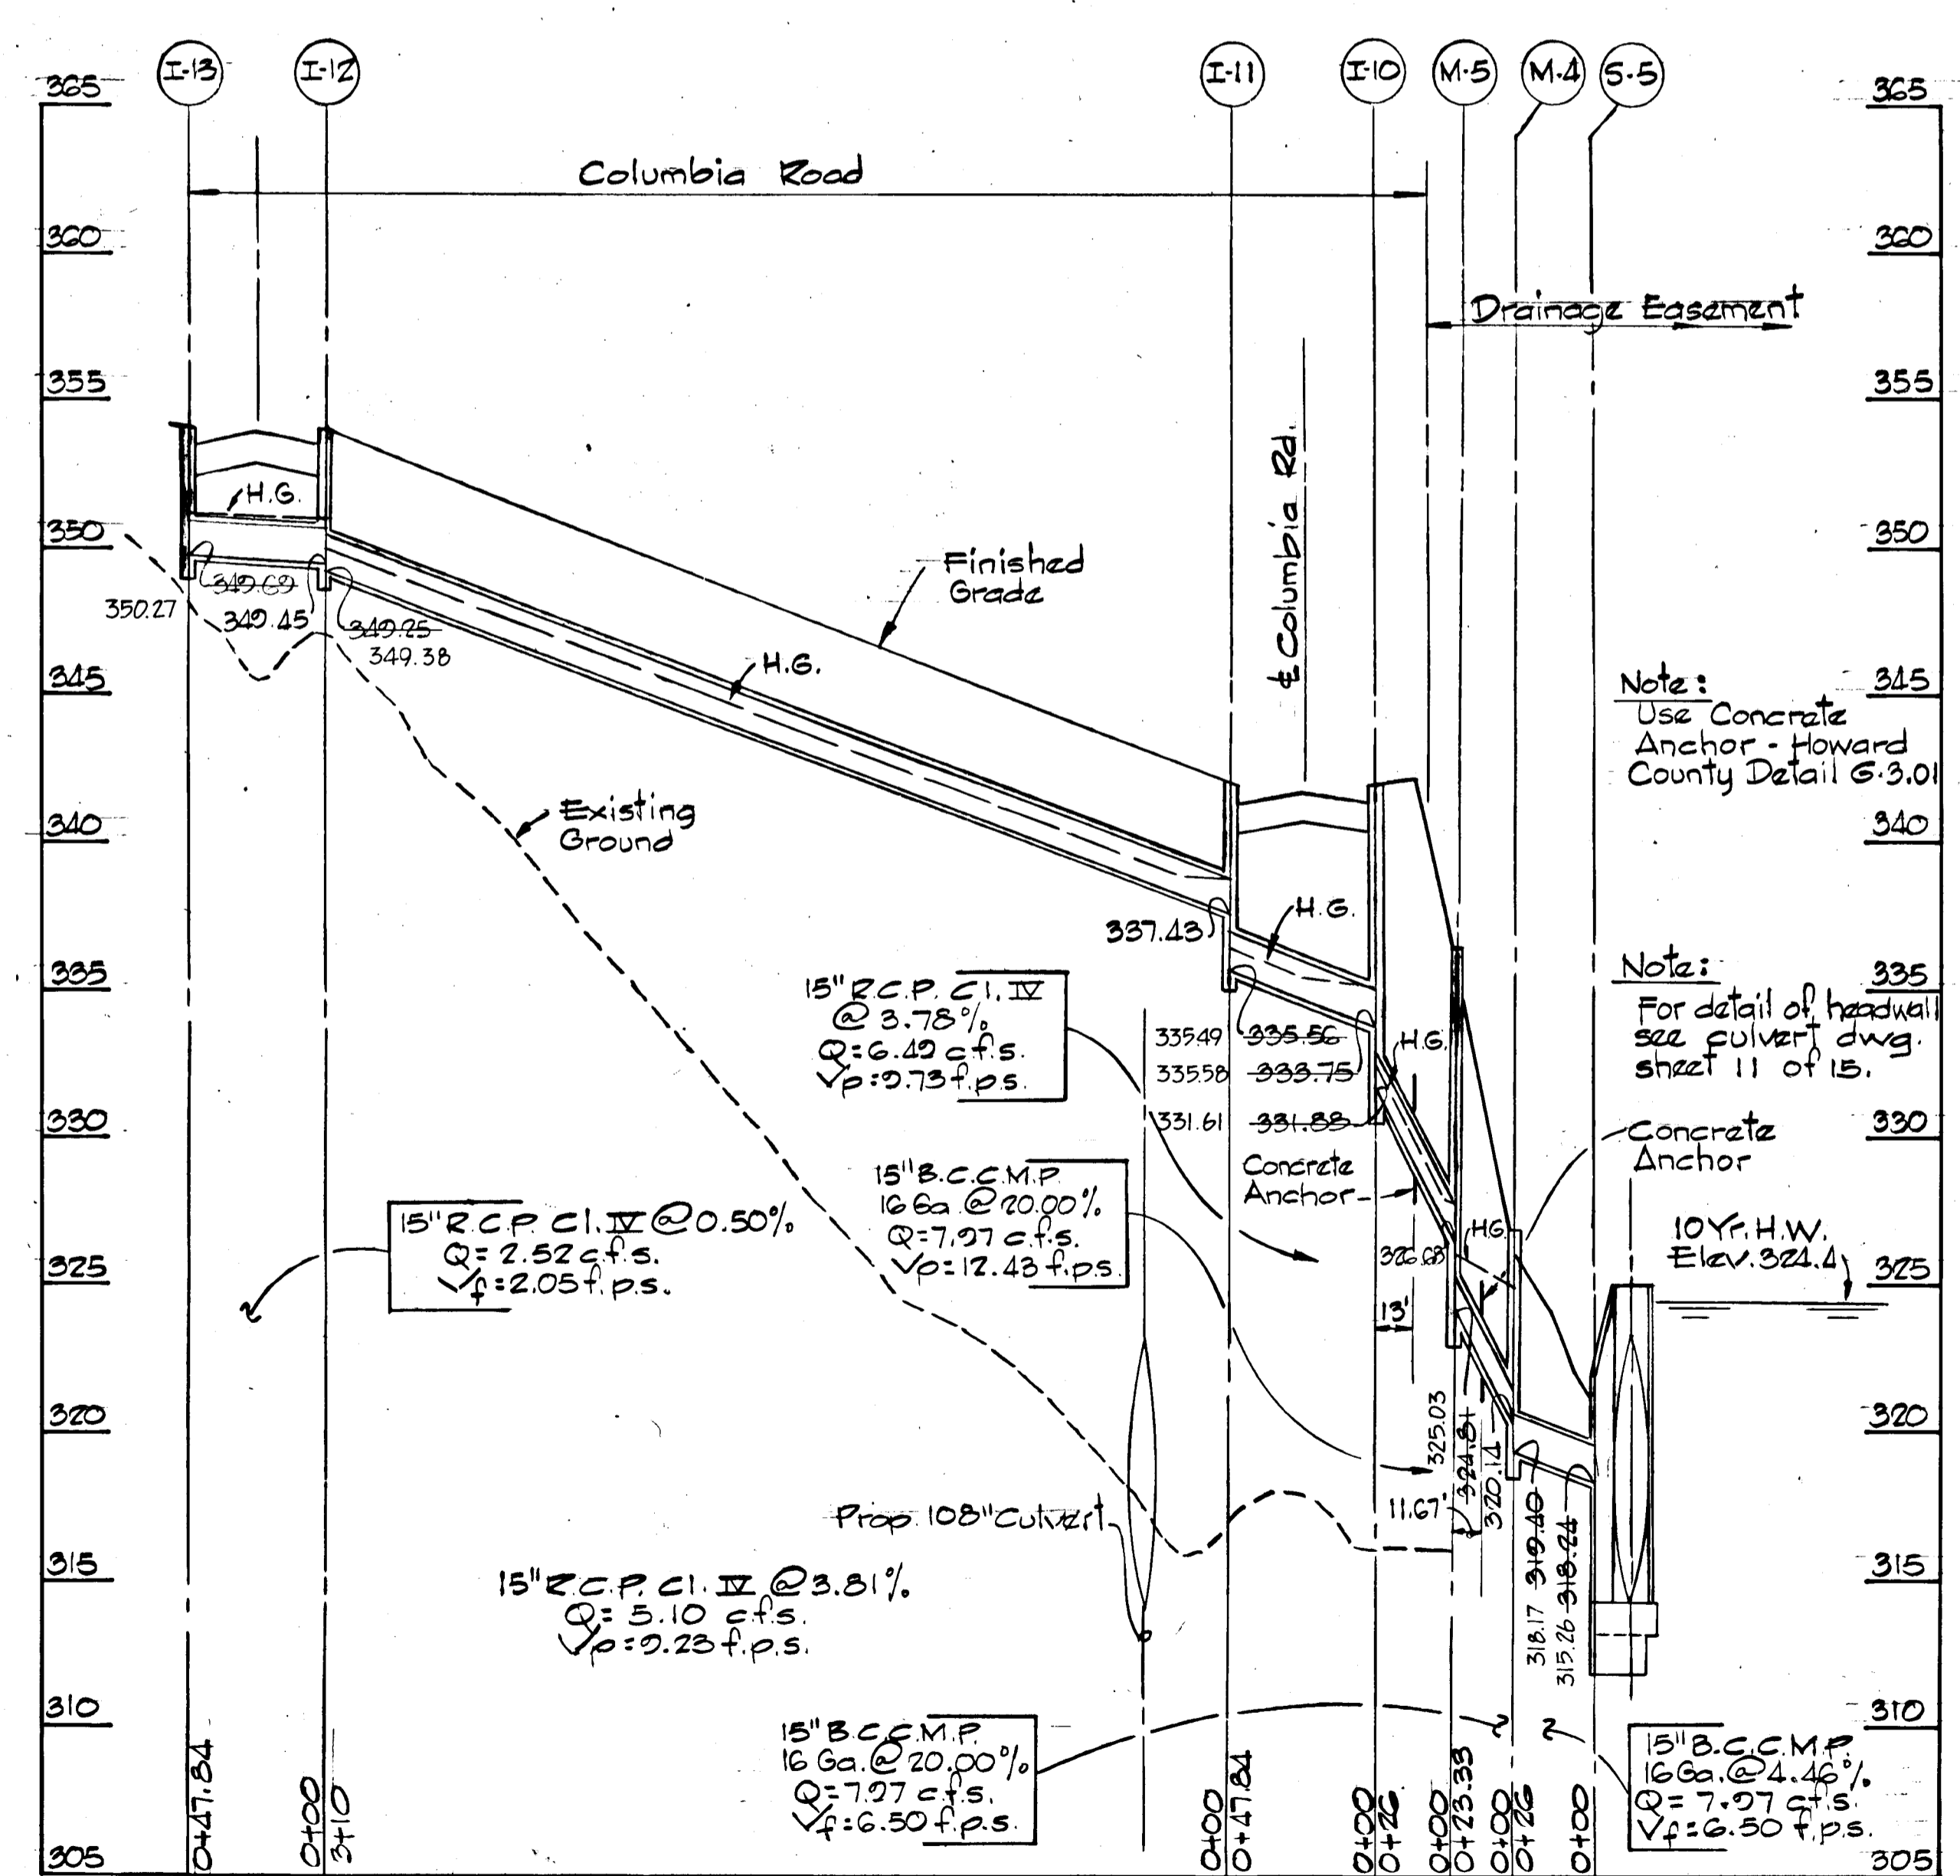 I-13
I-12
I-11
I-10
M-5
M-4
S-5
365
365
Columbia Road
360
360
Drainage Easement
355
355
℄ Columbia Rd.
H.G.
350
350
349.69
350.27
349.45
349.25
349.38
Finished
Grade
H.G.
345
345
Note:
Use Concrete
Anchor - Howard
County Detail G-3.01
Existing
Ground
340
340
337.43
H.G.
335
335
Note:
For detail of headwall
see culvert dwg.
sheet 11 of 15.
15" R.C.P. Cl. IV
@ 3.78%
Q=6.49 c.f.s.
Vp=9.73 f.p.s.
335.49 335.56
335.58 333.75
331.61 331.88
H.G.
330
330
Concrete
Anchor
Concrete
Anchor
15" B.C.C.M.P.
16 Ga. @ 20.00%
Q=7.97 c.f.s.
Vp=12.43 f.p.s.
15" R.C.P. Cl. IV @ 0.50%
Q=2.52 c.f.s.
Vf=2.05 f.p.s.
H.G.
326.68
10 Yr. H.W.
Elev. 324.4
325
325
13'
320
320
325.03
324.81
320.14
11.67'
Prop. 108" Culvert
318.17 319.40
315.26 318.24
315
315
15" R.C.P. Cl. IV @ 3.81%
Q=5.10 c.f.s.
Vp=9.23 f.p.s.
310
310
15" B.C.C.M.P.
16 Ga. @ 20.00%
Q=7.97 c.f.s.
Vf=6.50 f.p.s.
15" B.C.C.M.P.
16 Ga. @ 4.46%
Q=7.97 c.f.s.
Vf=6.50 f.p.s.
305
305
0+47.84
0+00
3+10
0+00
0+47.84
0+00
0+26
0+00
0+23.33
0+00
0+26
0+00